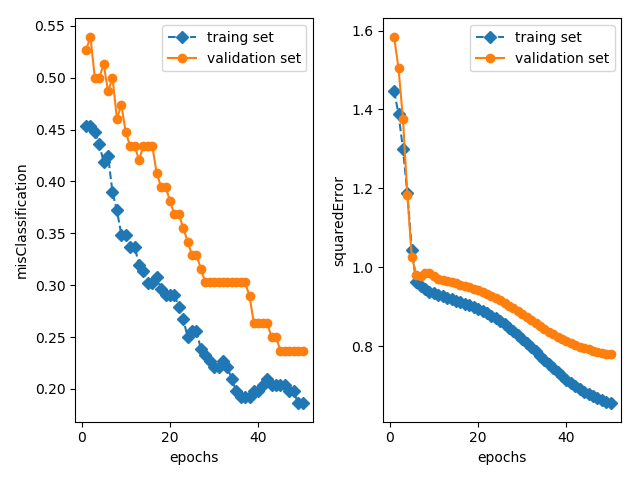 0.55
0.50
0.45
0.40
0.35
0.30
0.25
0.20
misClassification
0 20 40
epochs
traing set
validation set
1.6
1.4
1.2
1.0
0.8
squaredError
0 20 40
epochs
traing set
validation set